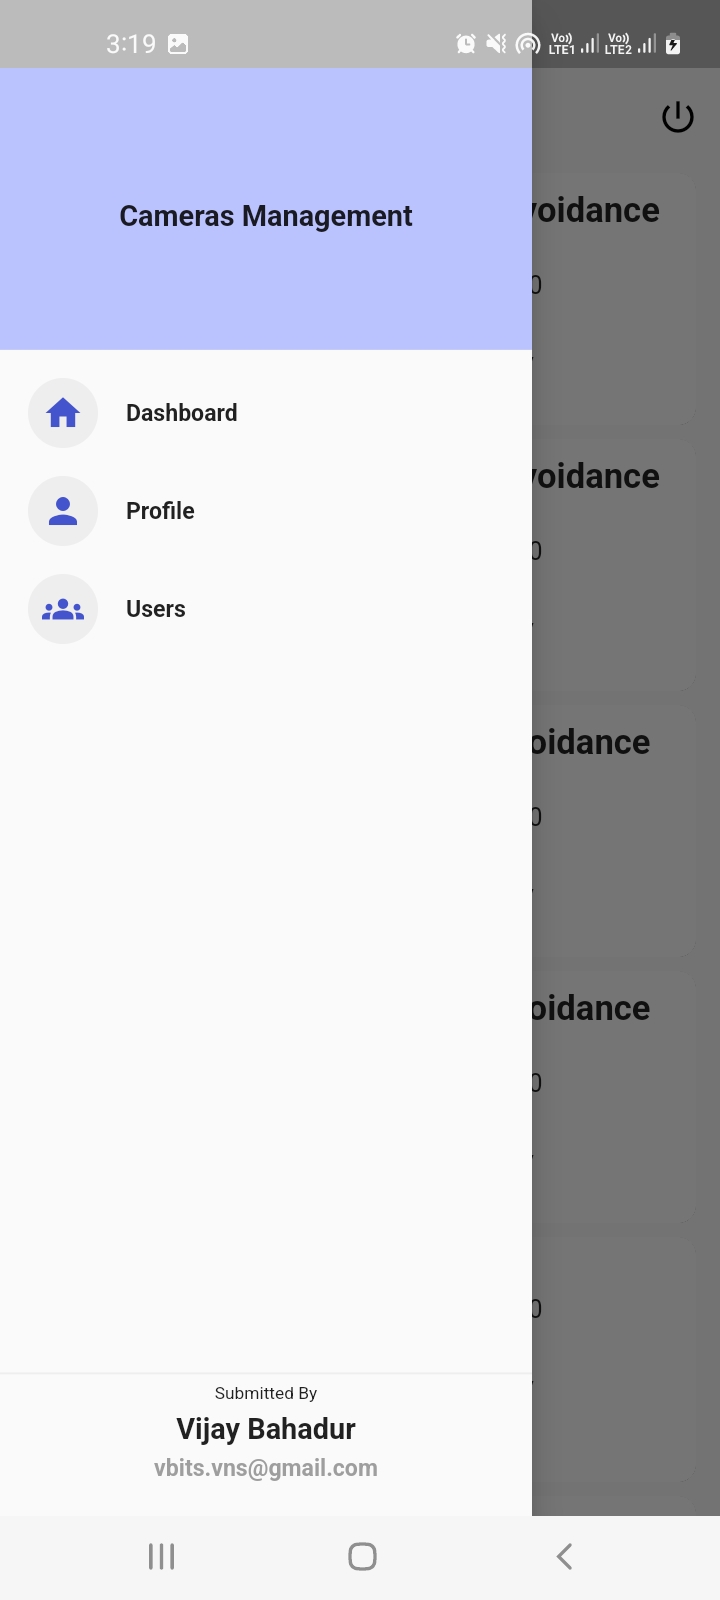 3:19
Vo)) LTE1 Vo)) LTE2
Cameras Management
Dashboard
Profile
Users
voidance
0
voidance
0
oidance
0
oidance
0
0
Submitted By
Vijay Bahadur
vbits.vns@gmail.com